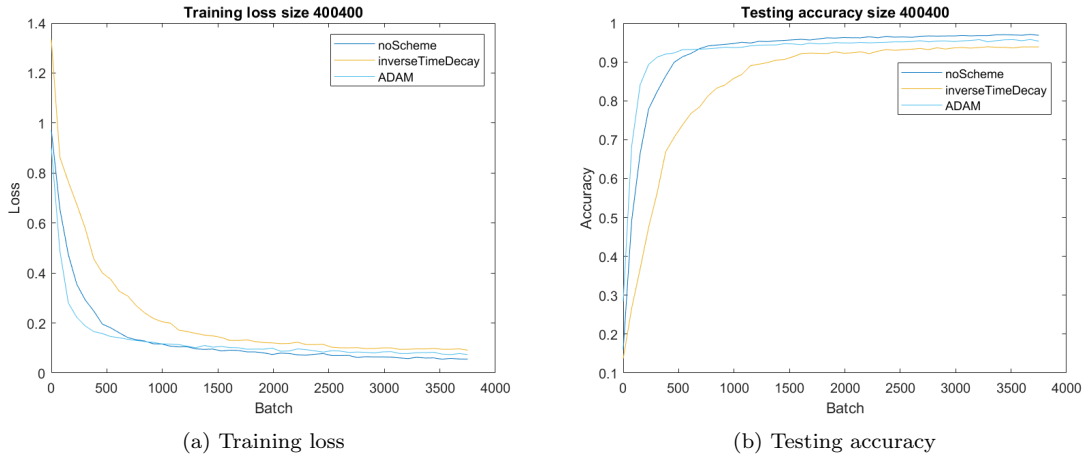 Training loss size 400400
1.4
1.2
1
0.8
0.6
0.4
0.2
0
Loss
noScheme
inverseTimeDecay
ADAM
0 500 1000 1500 2000 2500 3000 3500 4000
Batch
(a) Training loss
Testing accuracy size 400400
1
0.9
0.8
0.7
0.6
0.5
0.4
0.3
0.2
0.1
Accuracy
noScheme
inverseTimeDecay
ADAM
0 500 1000 1500 2000 2500 3000 3500 4000
Batch
(b) Testing accuracy